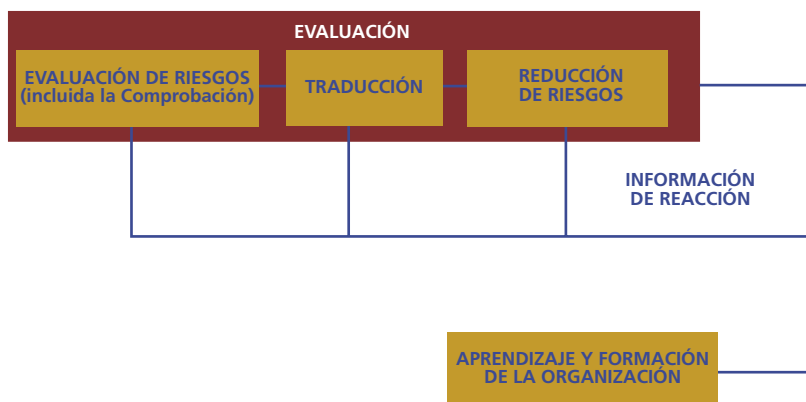 EVALUACIÓN
EVALUACIÓN DE RIESGOS
(incluida la Comprobación)
TRADUCCIÓN
REDUCCIÓN
DE RIESGOS
INFORMACIÓN
DE REACCIÓN
APRENDIZAJE Y FORMACIÓN
DE LA ORGANIZACIÓN